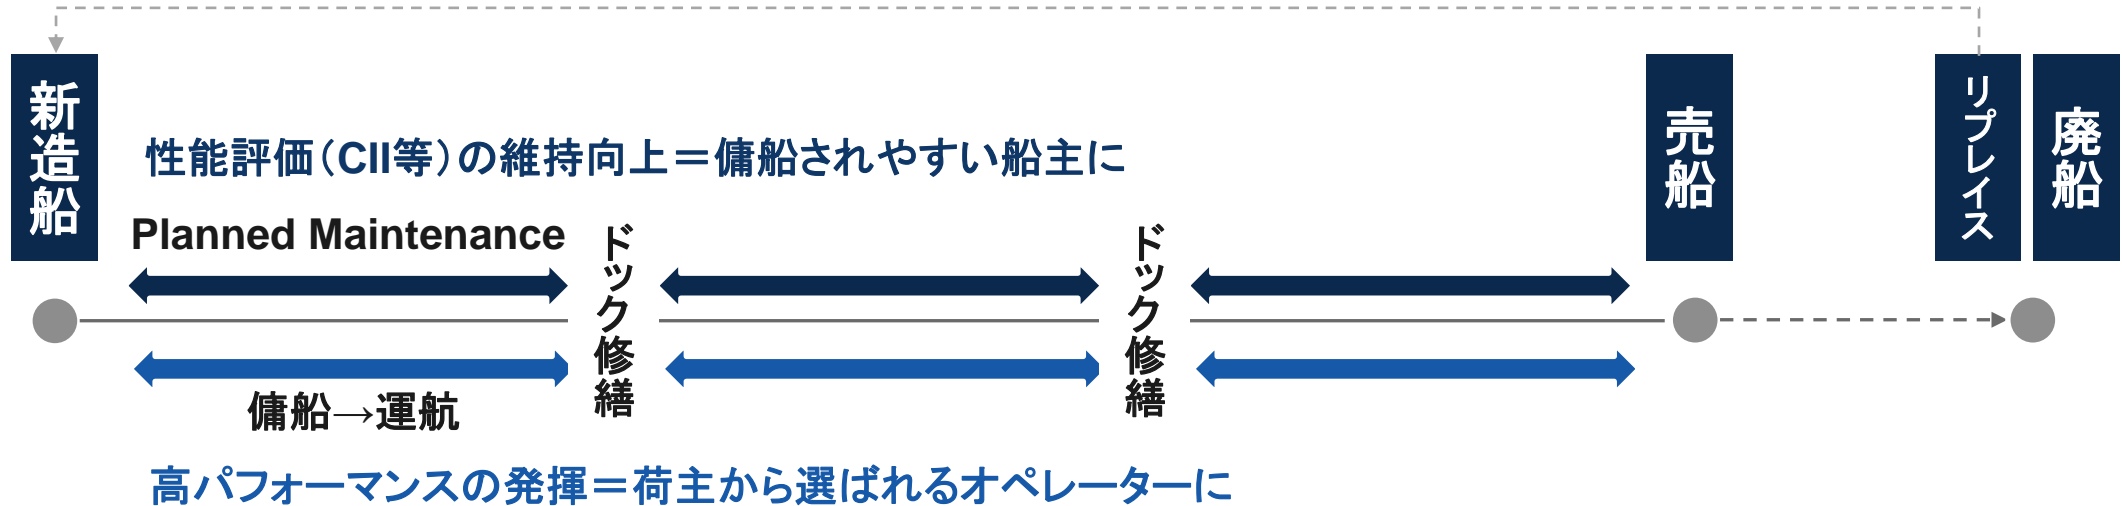 新造船
性能評価（CII等）の維持向上＝傭船されやすい船主に
Planned Maintenance
ドック修繕
ドック修繕
売船
リプレイス
廃船
傭船→運航
高パフォーマンスの発揮＝荷主から選ばれるオペレーターに